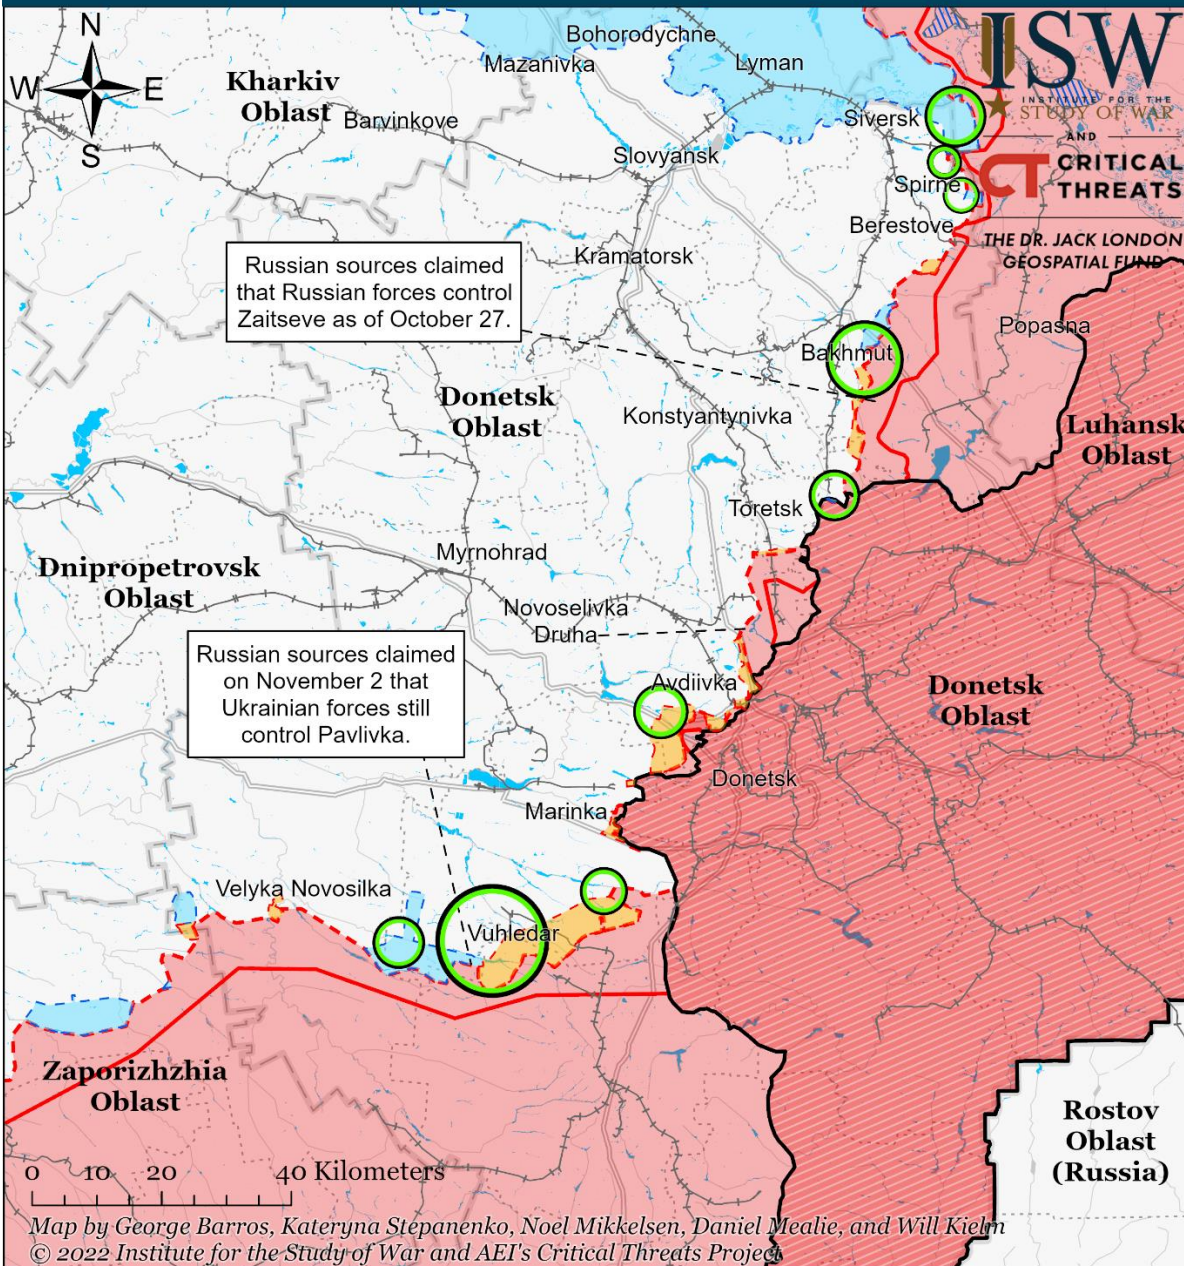 N
W
E
S
ISW
INSTITUTE FOR THE
STUDY OF WAR
AND
CT CRITICAL
THREATS
THE DR. JACK LONDON
GEOSPATIAL FUND
Bohorodychne
Mazanivka
Lyman
Kharkiv
Oblast
Barvinkove
Siversk
Slovyansk
Spirne
Berestove
Kramatorsk
Russian sources claimed
that Russian forces control
Zaitseve as of October 27.
Popasna
Bakhmut
Donetsk
Oblast
Konstyantynivka
Luhansk
Oblast
Toretsk
Myrnohrad
Dnipropetrovsk
Oblast
Novoselivka
Druha
Russian sources claimed
on November 2 that
Ukrainian forces still
control Pavlivka.
Avdiivka
Donetsk
Oblast
Donetsk
Marinka
Velyka Novosilka
Vuhledar
Zaporizhzhia
Oblast
Rostov
Oblast
(Russia)
0 10 20 40 Kilometers
Map by George Barros, Kateryna Stepanenko, Noel Mikkelsen, Daniel Mealie, and Will Kielm
© 2022 Institute for the Study of War and AEI's Critical Threats Project